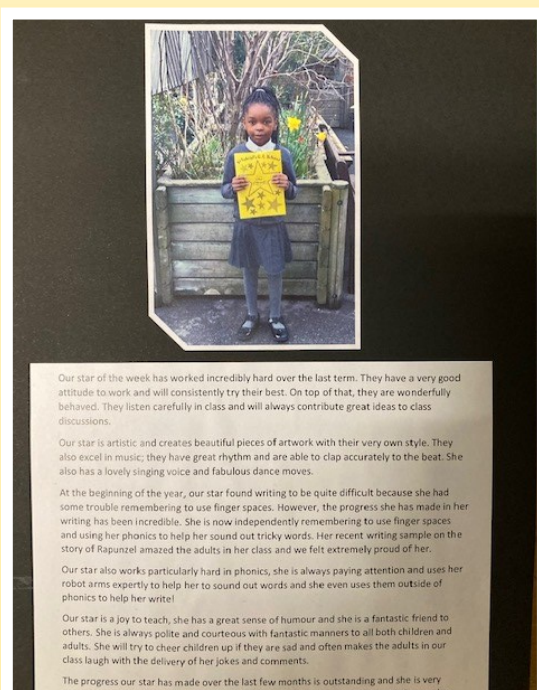 Our star of the week has worked incredibly hard over the last term. They have a very good
attitude to work and will consistently try their best. On top of that, they are wonderfully
behaved. They listen carefully in class and will always contribute great ideas to class
discussions.
Our star is artistic and creates beautiful pieces of artwork with their very own style. They
also excel in music; they have great rhythm and are able to clap accurately to the beat. She
also has a lovely singing voice and fabulous dance moves.
At the beginning of the year, our star found writing to be quite difficult because she had
some trouble remembering to use finger spaces. However, the progress she has made in her
writing has been incredible. She is now independently remembering to use finger spaces
and using her phonics to help her sound out tricky words. Her recent writing sample on the
story of Rapunzel amazed the adults in her class and we felt extremely proud of her.
Our star also works particularly hard in phonics, she is always paying attention and uses her
robot arms expertly to help her to sound out words and she even uses them outside of
phonics to help her write!
Our star is a joy to teach, she has a great sense of humour and she is a fantastic friend to
others. She is always polite and courteous with fantastic manners to all both children and
adults. She will try to cheer children up if they are sad and often makes the adults in our
class laugh with the delivery of her jokes and comments.
The progress our star has made over the last few months is outstanding and she is very